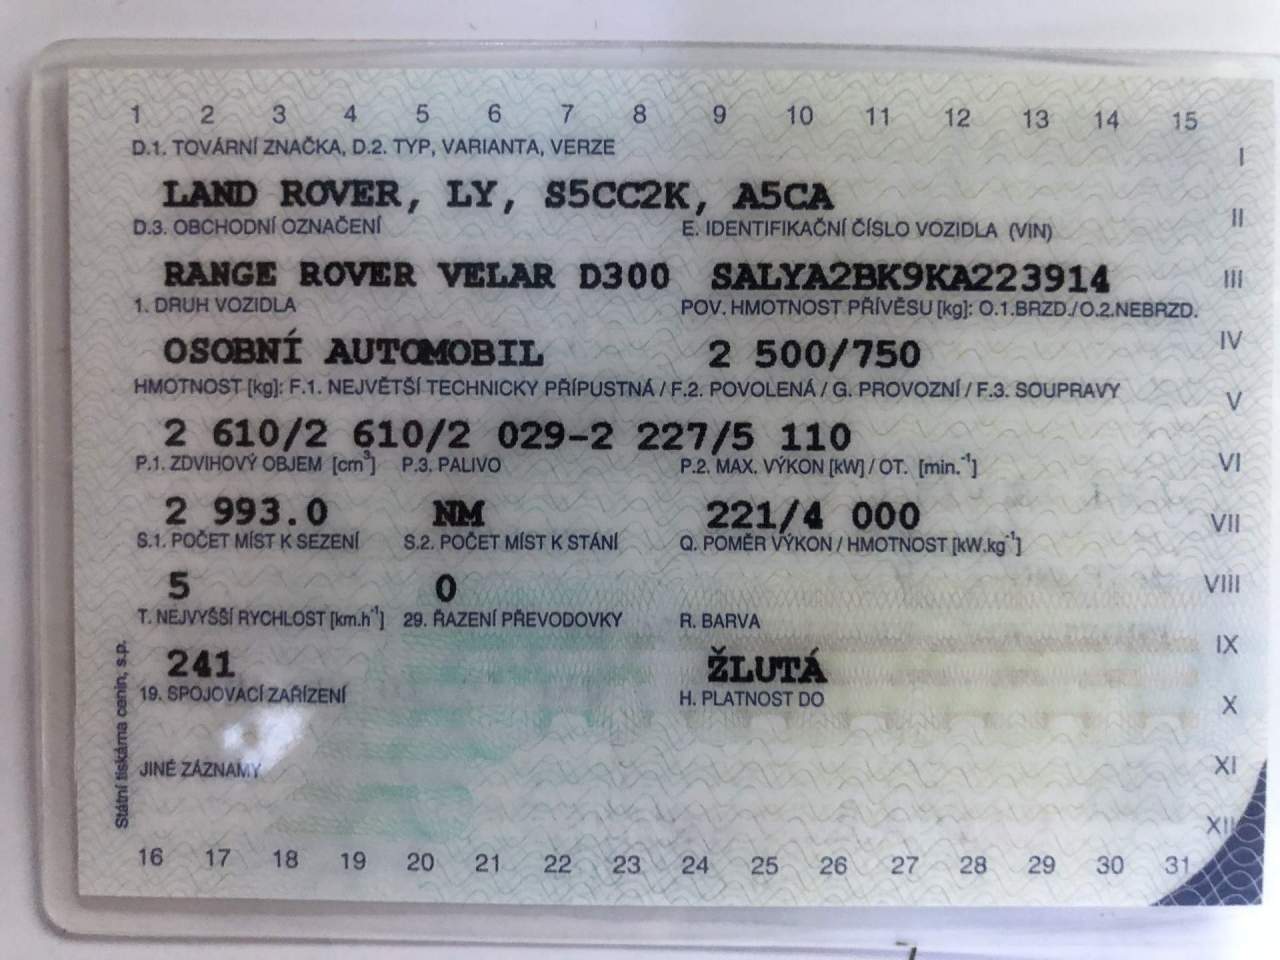 1 2 3 4 5 6 7 8 9 10 11 12 13 14 15
D.1. TOVÁRNÍ ZNAČKA, D.2. TYP, VARIANTA, VERZE
I
LAND ROVER, LY, S5CC2K, A5CA
II
D.3. OBCHODNÍ OZNAČENÍ E. IDENTIFIKAČNÍ ČÍSLO VOZIDLA (VIN)
RANGE ROVER VELAR D300 SALYA2BK9KA223914
III
1. DRUH VOZIDLA POV. HMOTNOST PŘÍVĚSU [kg]: O.1.BRZD./O.2.NEBRZD.
OSOBNÍ AUTOMOBIL 2 500/750
IV
HMOTNOST [kg]: F.1. NEJVĚTŠÍ TECHNICKY PŘÍPUSTNÁ / F.2. POVOLENÁ / G. PROVOZNÍ / F.3. SOUPRAVY
V
2 610/2 610/2 029-2 227/5 110
P.1. ZDVIHOVÝ OBJEM [cm³] P.3. PALIVO P.2. MAX. VÝKON [kW] / OT. [min.⁻¹]
VI
2 993.0 NM 221/4 000
VII
S.1. POČET MÍST K SEZENÍ S.2. POČET MÍST K STÁNÍ Q. POMĚR VÝKON / HMOTNOST [kW.kg⁻¹]
5 0
VIII
T. NEJVYŠŠÍ RYCHLOST [km.h⁻¹] 29. ŘAZENÍ PŘEVODOVKY R. BARVA
IX
241 ŽLUTÁ
19. SPOJOVACÍ ZAŘÍZENÍ H. PLATNOST DO
X
JINÉ ZÁZNAMY
XI
XII
16 17 18 19 20 21 22 23 24 25 26 27 28 29 30 31
Státní tiskárna cenin, s.p.